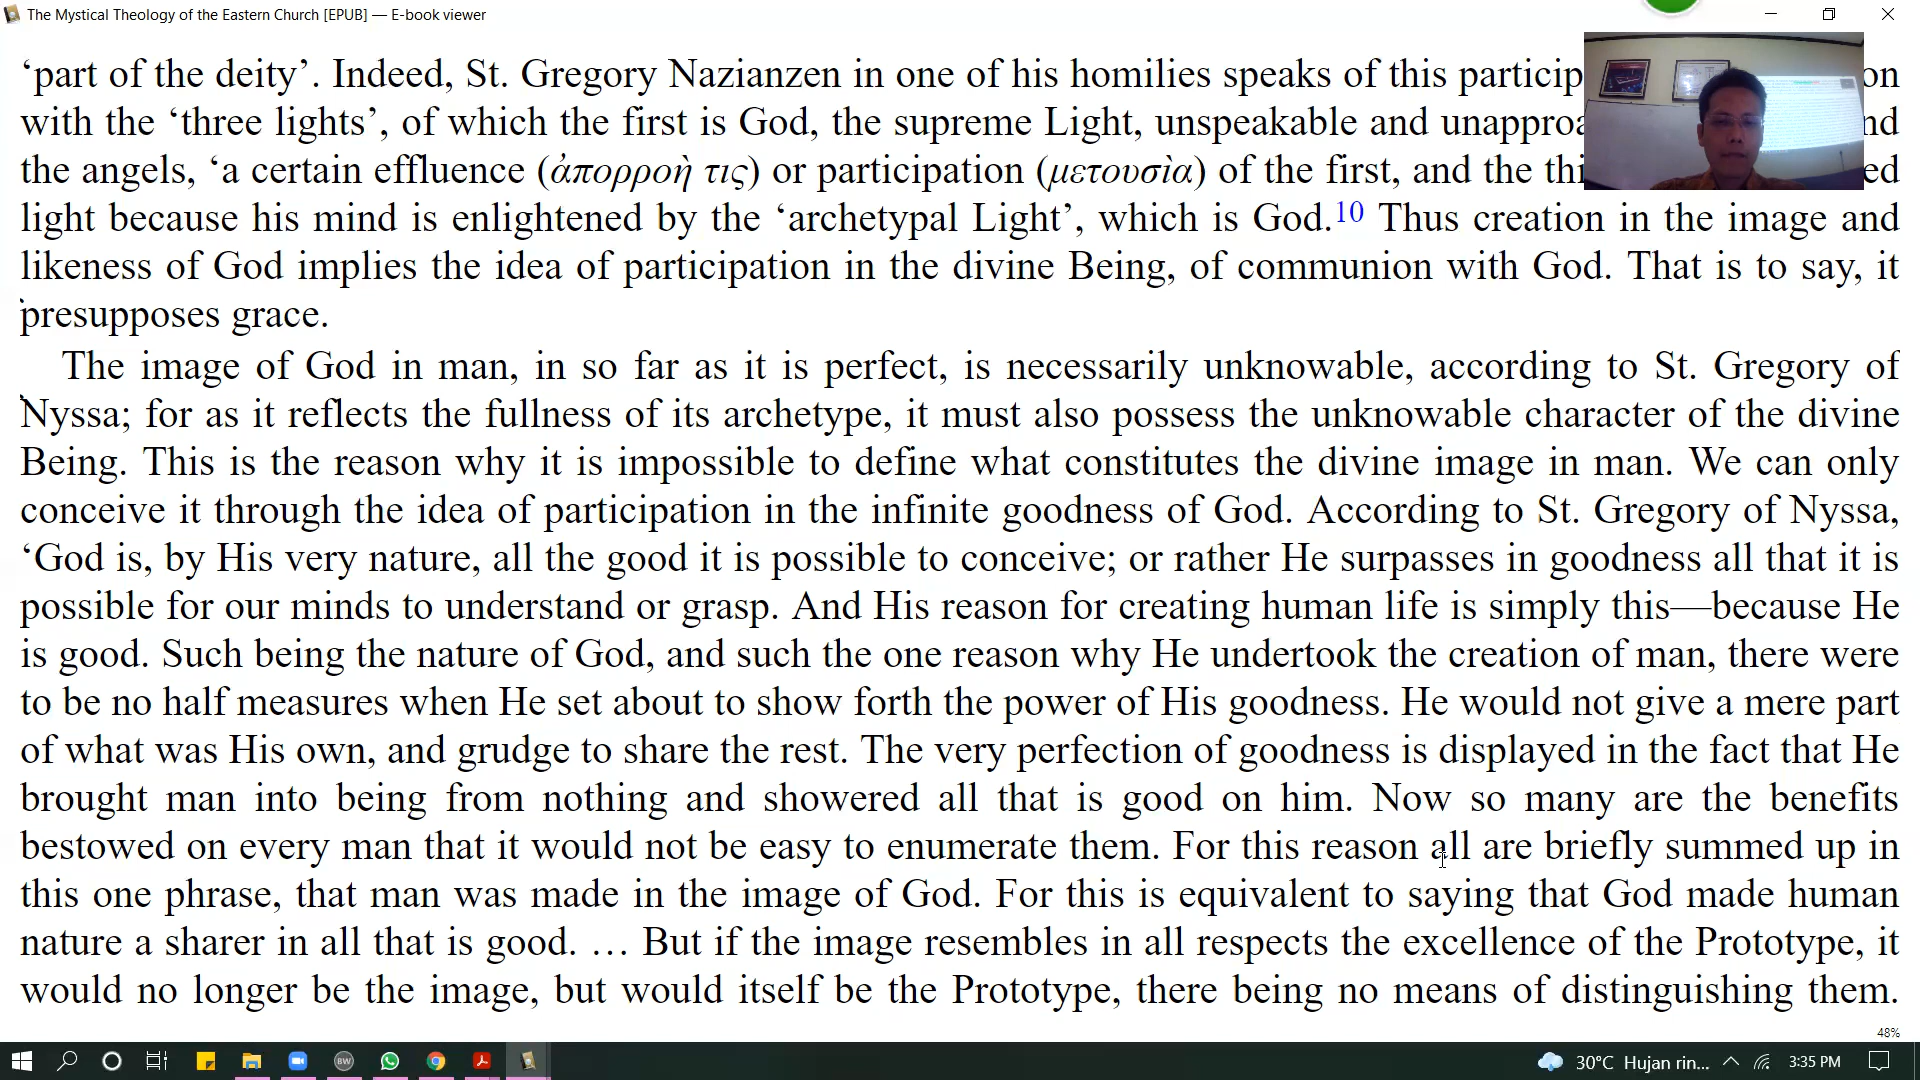 The Mystical Theology of the Eastern Church [EPUB] — E-book viewer
‘part of the deity’. Indeed, St. Gregory Nazianzen in one of his homilies speaks of this particip on
with the ‘three lights’, of which the first is God, the supreme Light, unspeakable and unapproa nd
the angels, ‘a certain effluence (ἀπορροὴ τις) or participation (μετουσὶα) of the first, and the thi ed
light because his mind is enlightened by the ‘archetypal Light’, which is God.10 Thus creation in the image and
likeness of God implies the idea of participation in the divine Being, of communion with God. That is to say, it
presupposes grace.
The image of God in man, in so far as it is perfect, is necessarily unknowable, according to St. Gregory of
Nyssa; for as it reflects the fullness of its archetype, it must also possess the unknowable character of the divine
Being. This is the reason why it is impossible to define what constitutes the divine image in man. We can only
conceive it through the idea of participation in the infinite goodness of God. According to St. Gregory of Nyssa,
‘God is, by His very nature, all the good it is possible to conceive; or rather He surpasses in goodness all that it is
possible for our minds to understand or grasp. And His reason for creating human life is simply this—because He
is good. Such being the nature of God, and such the one reason why He undertook the creation of man, there were
to be no half measures when He set about to show forth the power of His goodness. He would not give a mere part
of what was His own, and grudge to share the rest. The very perfection of goodness is displayed in the fact that He
brought man into being from nothing and showered all that is good on him. Now so many are the benefits
bestowed on every man that it would not be easy to enumerate them. For this reason all are briefly summed up in
this one phrase, that man was made in the image of God. For this is equivalent to saying that God made human
nature a sharer in all that is good. … But if the image resembles in all respects the excellence of the Prototype, it
would no longer be the image, but would itself be the Prototype, there being no means of distinguishing them.
48%
BW
30°C Hujan rin... 3:35 PM